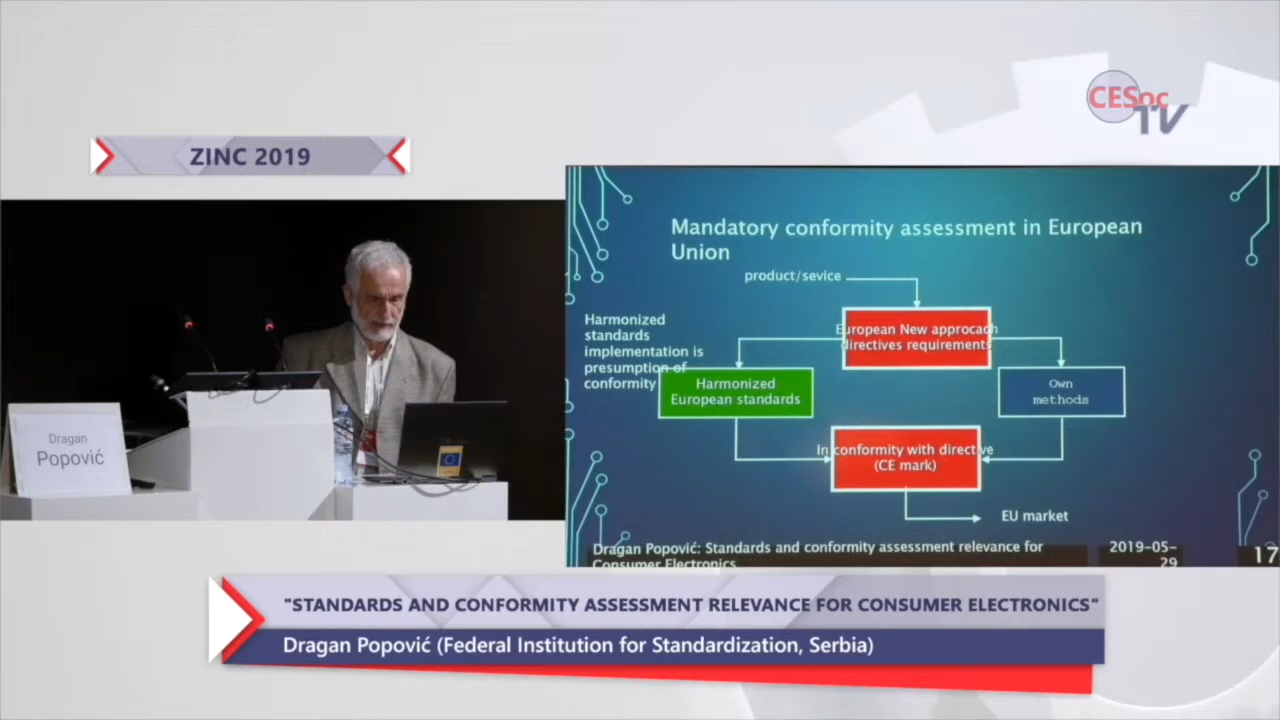 CESoc
TV
ZINC 2019
Mandatory conformity assessment in European
Union
product/sevice
European New approcach
directives requirements
Harmonized
standards
implementation is
presumption of
conformity
Harmonized
European standards
Own
methods
In conformity with directive
(CE mark)
EU market
Dragan Popović: Standards and conformity assessment relevance for
Consumer Electronics
2019-05-
29
17
Dragan
Popović
"STANDARDS AND CONFORMITY ASSESSMENT RELEVANCE FOR CONSUMER ELECTRONICS"
Dragan Popović (Federal Institution for Standardization, Serbia)